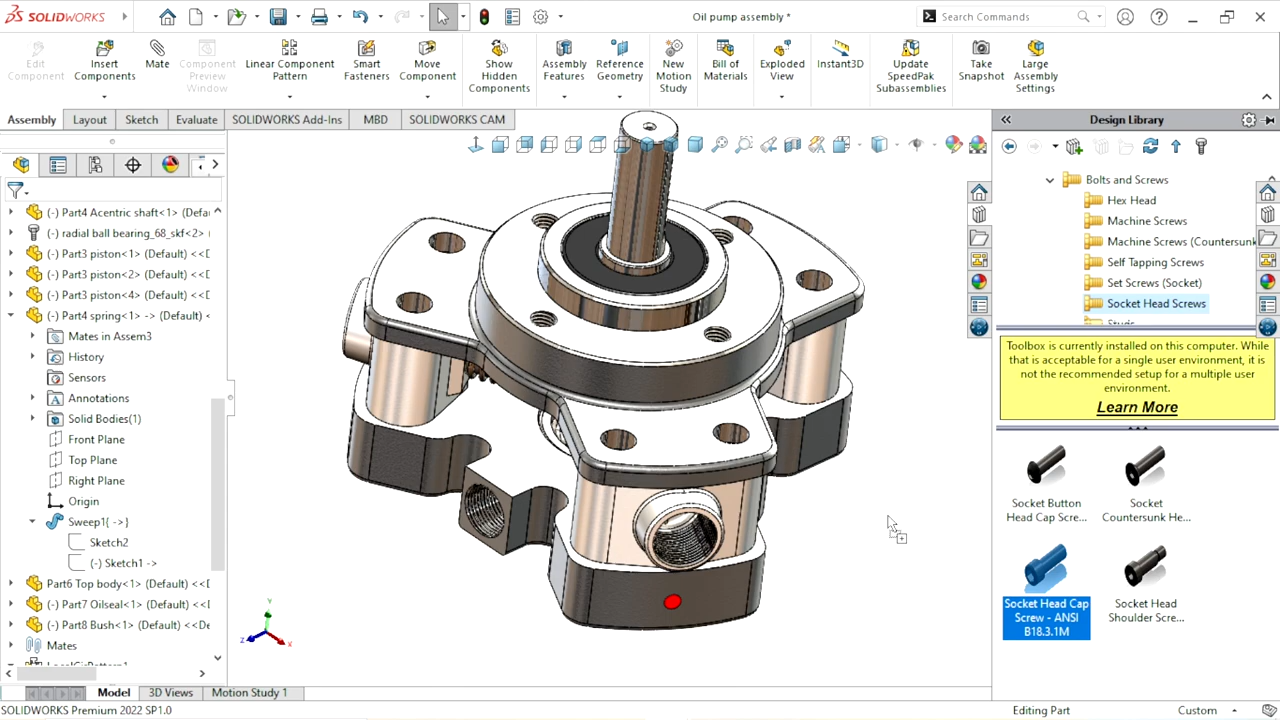 SOLIDWORKS
Oil pump assembly *
Search Commands
Edit
Component
Insert
Components
Mate
Component
Preview
Window
Linear Component
Pattern
Smart
Fasteners
Move
Component
Show
Hidden
Components
Assembly
Features
Reference
Geometry
New
Motion
Study
Bill of
Materials
Exploded
View
Instant3D
Update
SpeedPak
Subassemblies
Take
Snapshot
Large
Assembly
Settings
Assembly
Layout
Sketch
Evaluate
SOLIDWORKS Add-Ins
MBD
SOLIDWORKS CAM
(-) Part4 Acentric shaft<1> (Defau
(-) radial ball bearing_68_skf<2> (
(-) Part3 piston<1> (Default) <<D
(-) Part3 piston<2> (Default) <<D
(-) Part3 piston<4> (Default) <<D
(-) Part4 spring<1> -> (Default) <
Mates in Assem3
History
Sensors
Annotations
Solid Bodies(1)
Front Plane
Top Plane
Right Plane
Origin
Sweep1{ ->}
Sketch2
(-) Sketch1 ->
Part6 Top body<1> (Default) <<D
(-) Part7 Oilseal<1> (Default) <<
(-) Part8 Bush<1> (Default) <<De
Mates
LocalCirPattern1
Y
Z
X
Design Library
Bolts and Screws
Hex Head
Machine Screws
Machine Screws (Countersunk
Self Tapping Screws
Set Screws (Socket)
Socket Head Screws
Studs
Toolbox is currently installed on this computer. While
that is acceptable for a single user environment, it is
not the recommended setup for a multiple user
environment.
Learn More
Socket Button
Head Cap Scre...
Socket
Countersunk He...
Socket Head Cap
Screw - ANSI
B18.3.1M
Socket Head
Shoulder Scre...
Model
3D Views
Motion Study 1
SOLIDWORKS Premium 2022 SP1.0
Editing Part
Custom